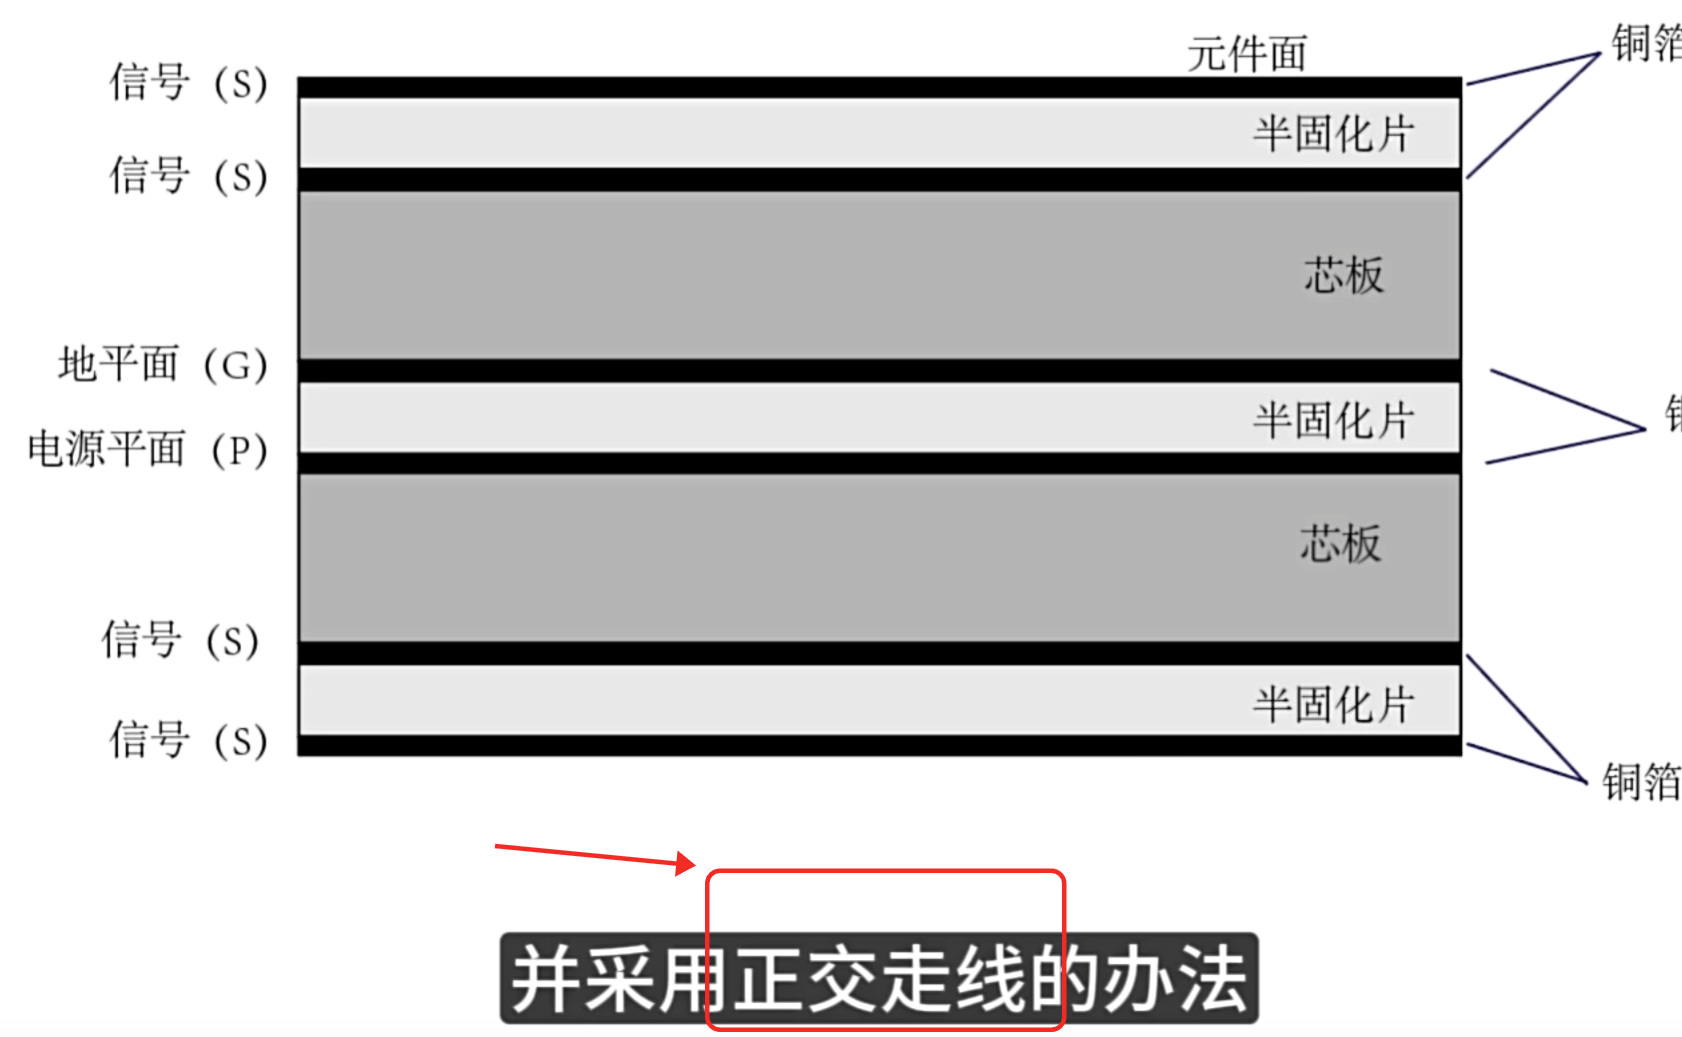 元件面
铜箔
信号（S）
半固化片
信号（S）
芯板
地平面（G）
半固化片
电源平面（P）
芯板
信号（S）
半固化片
信号（S）
铜箔
并采用正交走线的办法